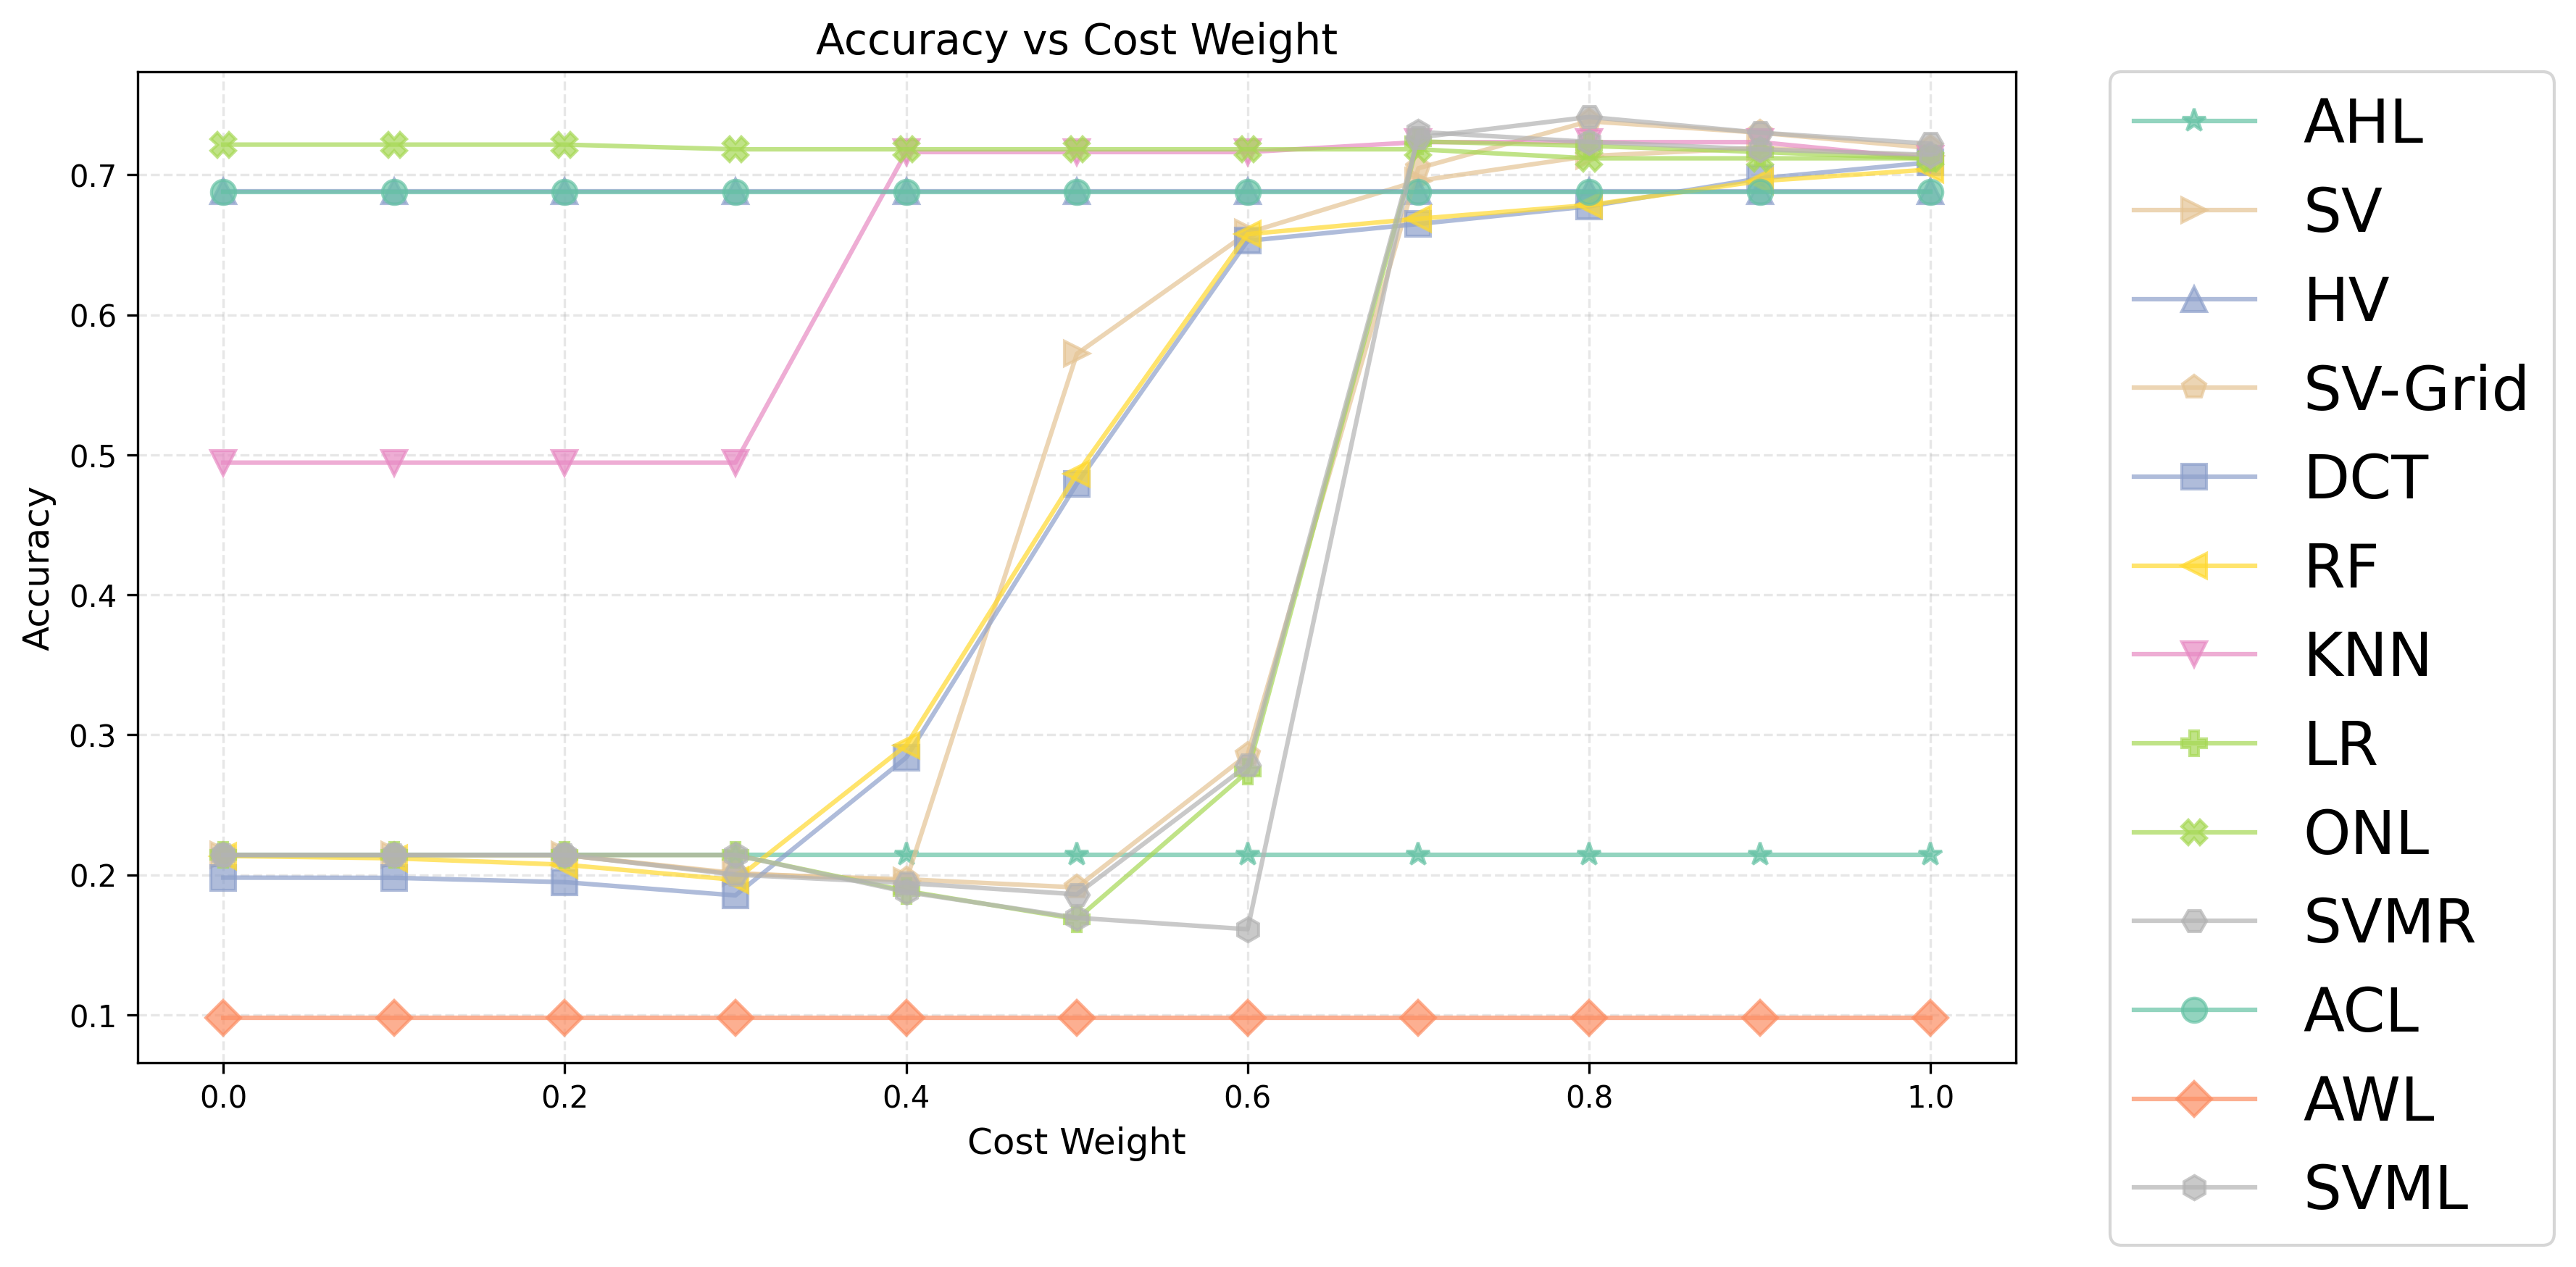 Accuracy vs Cost Weight
Accuracy
0.7
0.6
0.5
0.4
0.3
0.2
0.1
0.0
0.2
0.4
0.6
0.8
1.0
Cost Weight
AHL
SV
HV
SV-Grid
DCT
RF
KNN
LR
ONL
SVMR
ACL
AWL
SVML